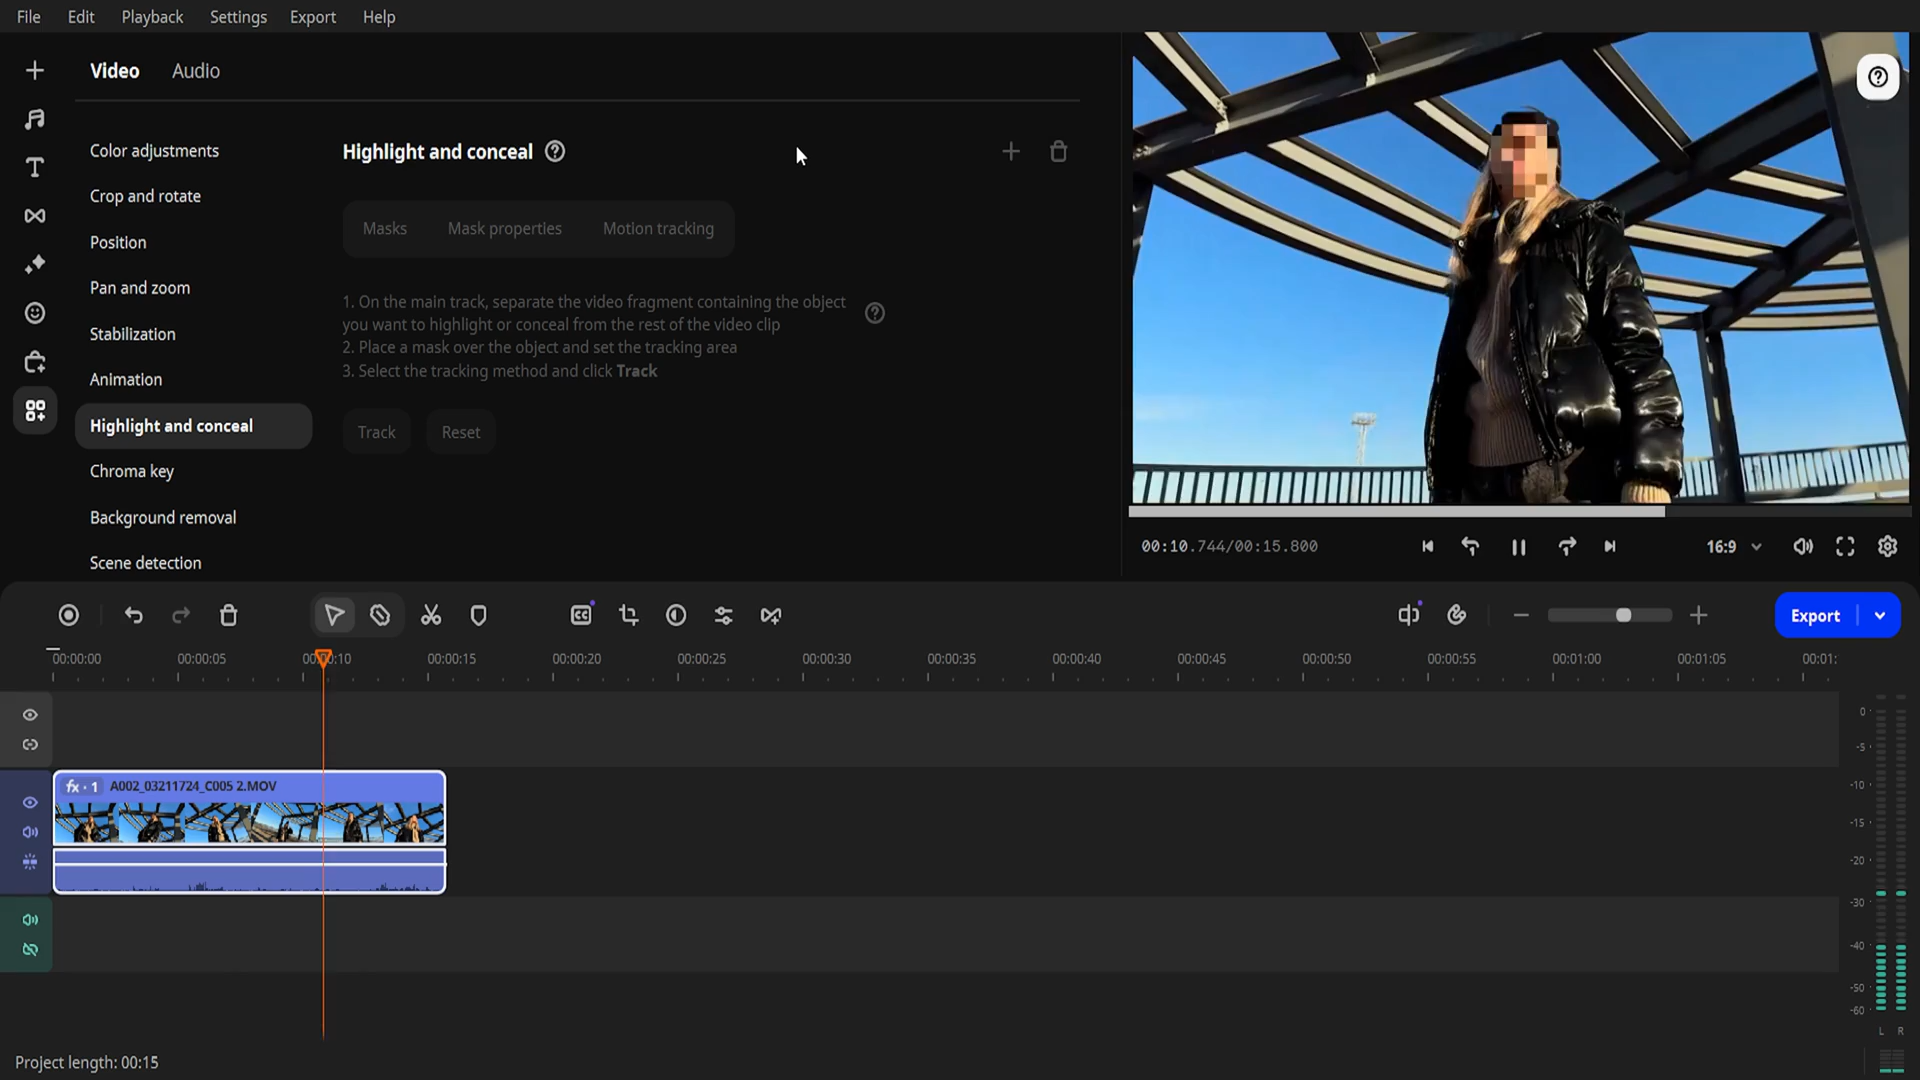 File Edit Playback Settings Export Help
Video Audio
Color adjustments
Crop and rotate
Position
Pan and zoom
Stabilization
Animation
Highlight and conceal
Chroma key
Background removal
Scene detection
Highlight and conceal
Masks Mask properties Motion tracking
1. On the main track, separate the video fragment containing the object
you want to highlight or conceal from the rest of the video clip
2. Place a mask over the object and set the tracking area
3. Select the tracking method and click Track
Track Reset
00:10.744/00:15.800
16:9
CC
Export
00:00:00 00:00:05 00:00:10 00:00:15 00:00:20 00:00:25 00:00:30 00:00:35 00:00:40 00:00:45 00:00:50 00:00:55 00:01:00 00:01:05 00:01:
fx · 1 A002_03211724_C005 2.MOV
0
-5
-10
-15
-20
-30
-40
-50
-60
L R
Project length: 00:15